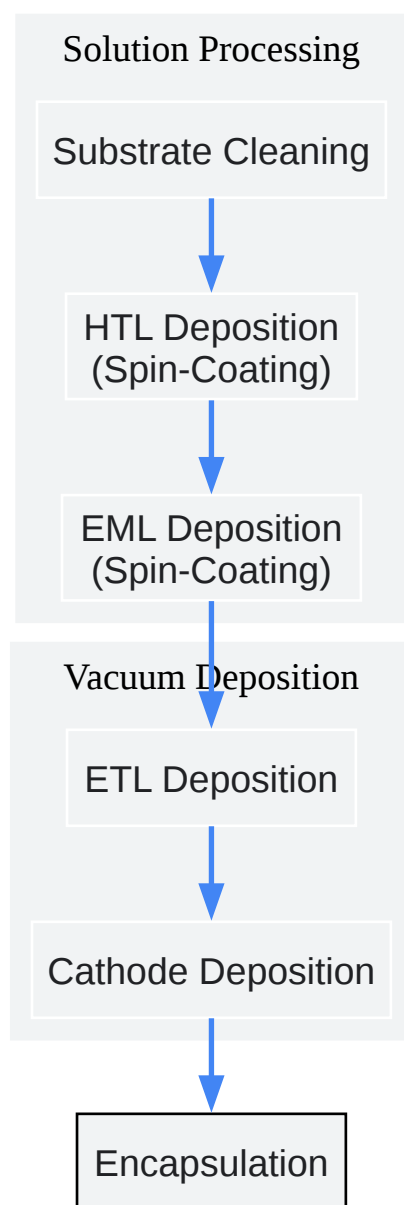 Solution Processing
Substrate Cleaning
HTL Deposition
(Spin-Coating)
EML Deposition
(Spin-Coating)
Vacuum Deposition
ETL Deposition
Cathode Deposition
Encapsulation